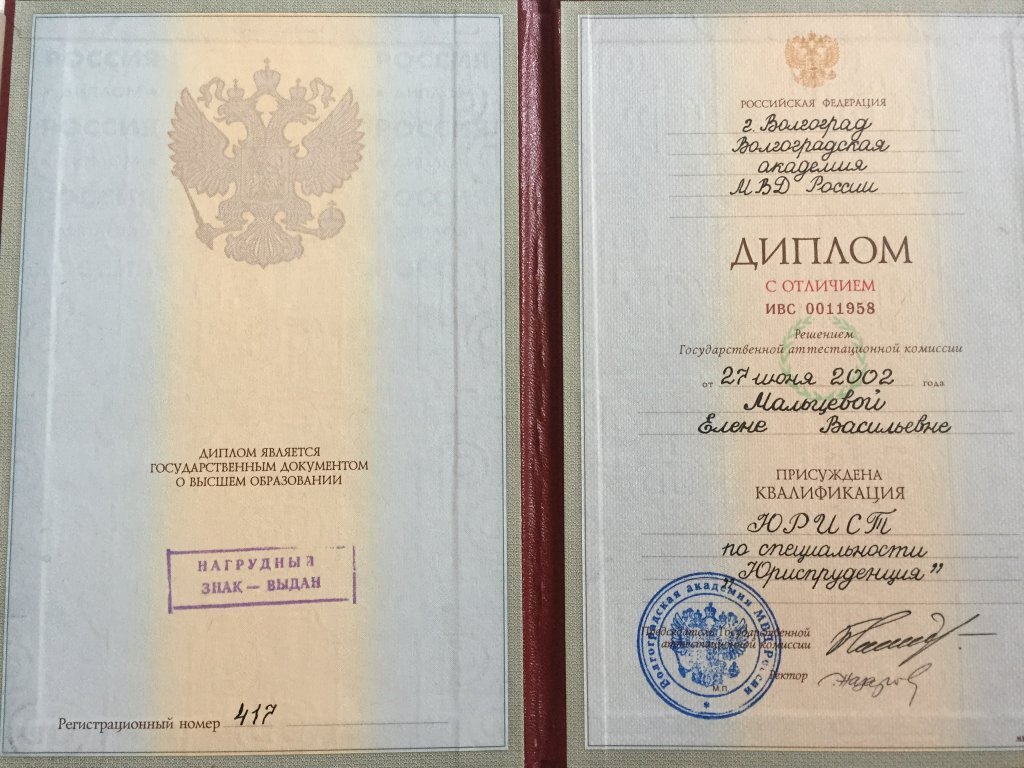 ДИПЛОМ ЯВЛЯЕТСЯ
ГОСУДАРСТВЕННЫМ ДОКУМЕНТОМ
О ВЫСШЕМ ОБРАЗОВАНИИ
НАГРУДНЫЙ
ЗНАК — ВЫДАН
Регистрационный номер 417
РОССИЙСКАЯ ФЕДЕРАЦИЯ
г. Волгоград
Волгоградская
академия
МВД России
ДИПЛОМ
С ОТЛИЧИЕМ
ИВС 0011958
Решением
Государственной аттестационной комиссии
от 27 июня 2002 года
Мальцевой
Елене Васильевне
ПРИСУЖДЕНА
КВАЛИФИКАЦИЯ
ЮРИСТ
по специальности
"Юриспруденция"
Председатель Государственной
аттестационной комиссии
Ректор
М.П.
Волгоградская академия МВД России
РОССИЯ
РОССИЯ